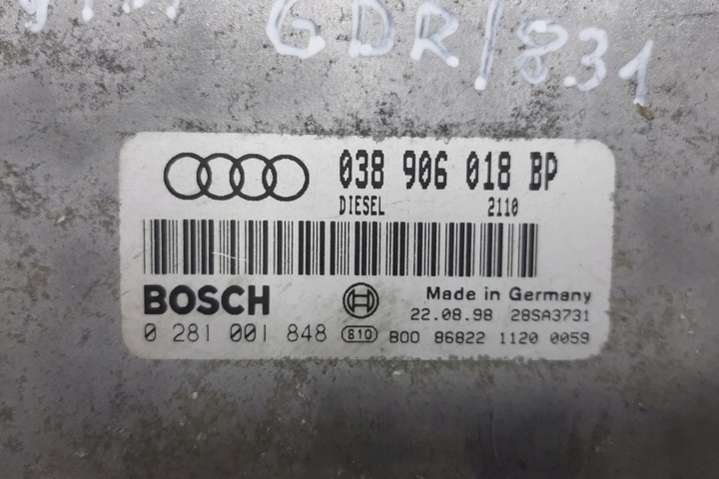 GDR/831
038 906 018 BP
DIESEL 2110
BOSCH
Made in Germany
22.08.98 28SA3731
0 281 001 848 810 800 86822 1120 0059